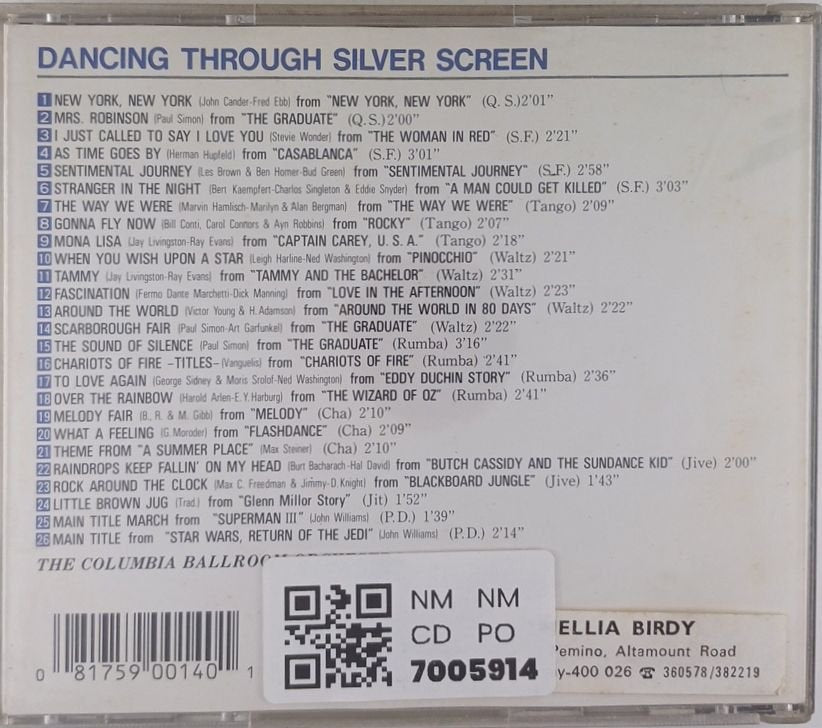 DANCING THROUGH SILVER SCREEN
1 NEW YORK, NEW YORK (John Cander-Fred Ebb) from "NEW YORK, NEW YORK" (Q. S.)2'01"
2 MRS. ROBINSON (Paul Simon) from "THE GRADUATE" (Q.S.)2'00"
3 I JUST CALLED TO SAY I LOVE YOU (Stevie Wonder) from "THE WOMAN IN RED" (S.F.) 2'21"
4 AS TIME GOES BY (Herman Hupfeld) from "CASABLANCA" (S.F.) 3'01"
5 SENTIMENTAL JOURNEY (Les Brown & Ben Homer-Bud Green) from "SENTIMENTAL JOURNEY" (S.F.) 2'58"
6 STRANGER IN THE NIGHT (Bert Kaempfert-Charlos Singleton & Eddie Snyder) from "A MAN COULD GET KILLED" (S.F.) 3'03"
7 THE WAY WE WERE (Marvin Hamlisch-Marilyn & Alan Bergman) from "THE WAY WE WERE" (Tango) 2'09"
8 GONNA FLY NOW (Bill Conti, Carol Connors & Ayn Robbins) from "ROCKY" (Tango) 2'07"
9 MONA LISA (Jay Livingston-Ray Evans) from "CAPTAIN CAREY, U. S. A." (Tango) 2'18"
10 WHEN YOU WISH UPON A STAR (Leigh Harline-Ned Washington) from "PINOCCHIO" (Waltz) 2'21"
11 TAMMY (Jay Livingston-Ray Evans) from "TAMMY AND THE BACHELOR" (Waltz) 2'31"
12 FASCINATION (Fermo Dante Marchetti-Dick Manning) from "LOVE IN THE AFTERNOON" (Waltz) 2'23"
13 AROUND THE WORLD (Victor Young & H. Adamson) from "AROUND THE WORLD IN 80 DAYS" (Waltz) 2'22"
14 SCARBOROUGH FAIR (Paul Simon-Art Garfunkel) from "THE GRADUATE" (Waltz) 2'22"
15 THE SOUND OF SILENCE (Paul Simon) from "THE GRADUATE" (Rumba) 3'16"
16 CHARIOTS OF FIRE -TITLES- (Vanguelis) from "CHARIOTS OF FIRE" (Rumba) 2'41"
17 TO LOVE AGAIN (George Sidney & Moris Srolof-Ned Washington) from "EDDY DUCHIN STORY" (Rumba) 2'36"
18 OVER THE RAINBOW (Harold Arlen-E. Y. Harburg) from "THE WIZARD OF OZ" (Rumba) 2'41"
19 MELODY FAIR (B., R. & M. Gibb) from "MELODY" (Cha) 2'10"
20 WHAT A FEELING (G. Moroder) from "FLASHDANCE" (Cha) 2'09"
21 THEME FROM "A SUMMER PLACE" (Max Steiner) (Cha) 2'10"
22 RAINDROPS KEEP FALLIN' ON MY HEAD (Burt Bacharach-Hal David) from "BUTCH CASSIDY AND THE SUNDANCE KID" (Jive) 2'00"
23 ROCK AROUND THE CLOCK (Max C. Freedman & Jimmy-D. Knight) from "BLACKBOARD JUNGLE" (Jive) 1'43"
24 LITTLE BROWN JUG (Trad.) from "Glenn Millor Story" (Jit) 1'52"
25 MAIN TITLE MARCH from "SUPERMAN III" (John Williams) (P.D.) 1'39"
26 MAIN TITLE from "STAR WARS, RETURN OF THE JEDI" (John Williams) (P.D.) 2'14"
THE COLUMBIA BALLROO
0 81759 00140 1
NM NM
CD PO
7005914
ELLIA BIRDY
Pemino, Altamount Road
y-400 026 ☎ 360578/382219